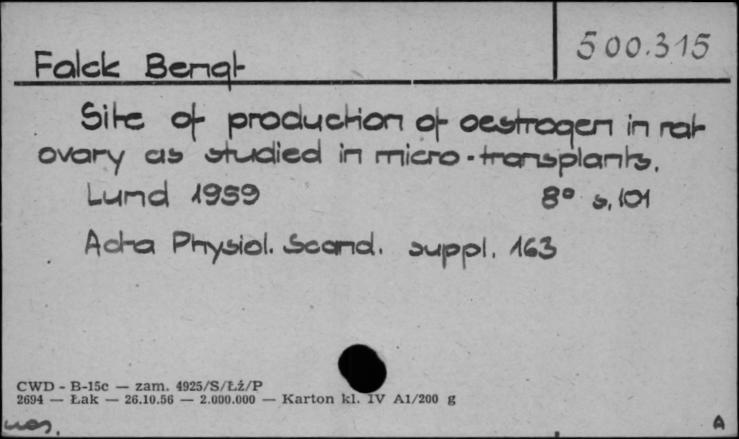 500.315
Falck Bengt
Site of production of oestrogen in rat
ovary as studied in micro-transplants.
Lund 1959 8° s. 101
Acta Physiol. Scand. suppl. 163
CWD - B-15c — zam. 4925/S/Łż/P
2694 — Łak — 26.10.56 — 2.000.000 — Karton kl. IV A1/200 g
A